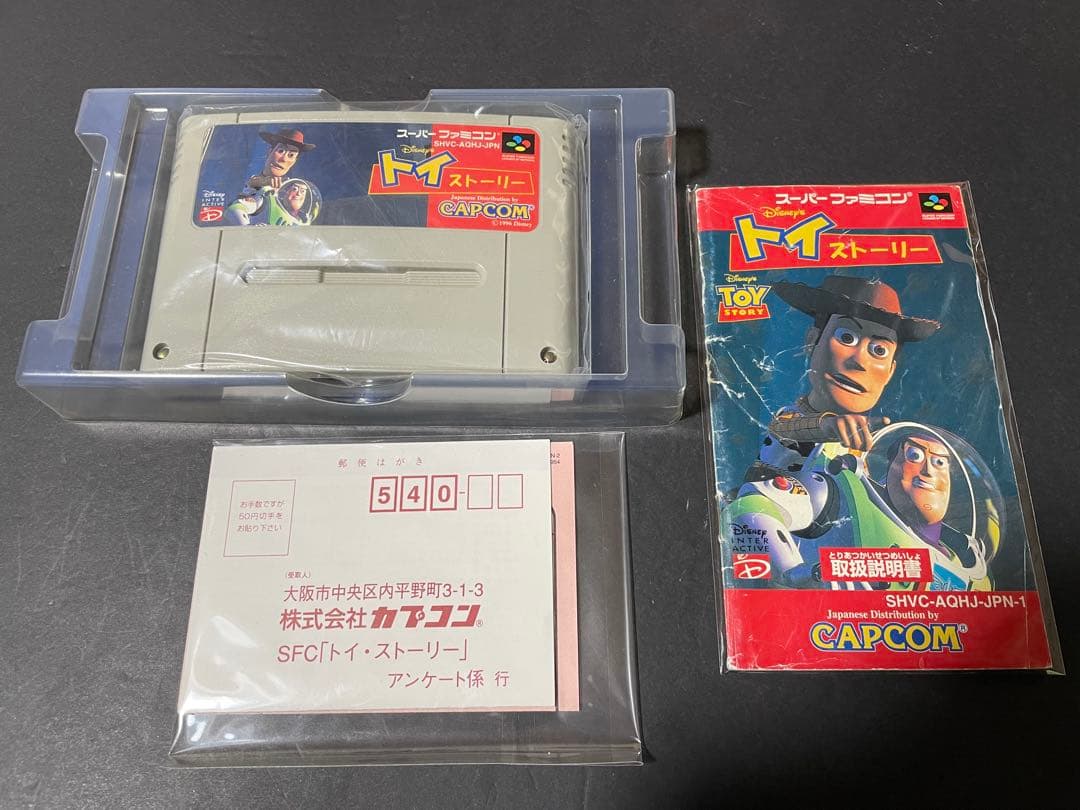 スーパー ファミコン
SHVC-AQHJ-JPN
DISNEY'S
トイ
ストーリー
Japanese Distribution by
CAPCOM
© 1996 Disney
DISNEY
INTER
ACTIVE
スーパー ファミコン
DISNEY'S
トイ
ストーリー
DISNEY'S
TOY
STORY
DISNEY
INTER
ACTIVE
とりあつかいせつめいしょ
取扱説明書
SHVC-AQHJ-JPN-1
Japanese Distribution by
CAPCOM®
郵便はがき
540-
お手数ですが
50円切手を
お貼り下さい
(受取人)
大阪市中央区内平野町3-1-3
株式会社カプコン®
SFC「トイ・ストーリー」
アンケート係 行